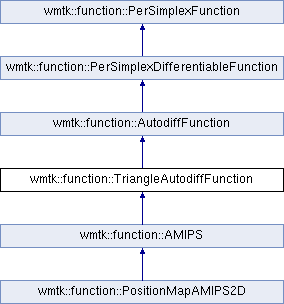 wmtk::function::PerSimplexFunction
wmtk::function::PerSimplexDifferentiableFunction
wmtk::function::AutodiffFunction
wmtk::function::TriangleAutodiffFunction
wmtk::function::AMIPS
wmtk::function::PositionMapAMIPS2D